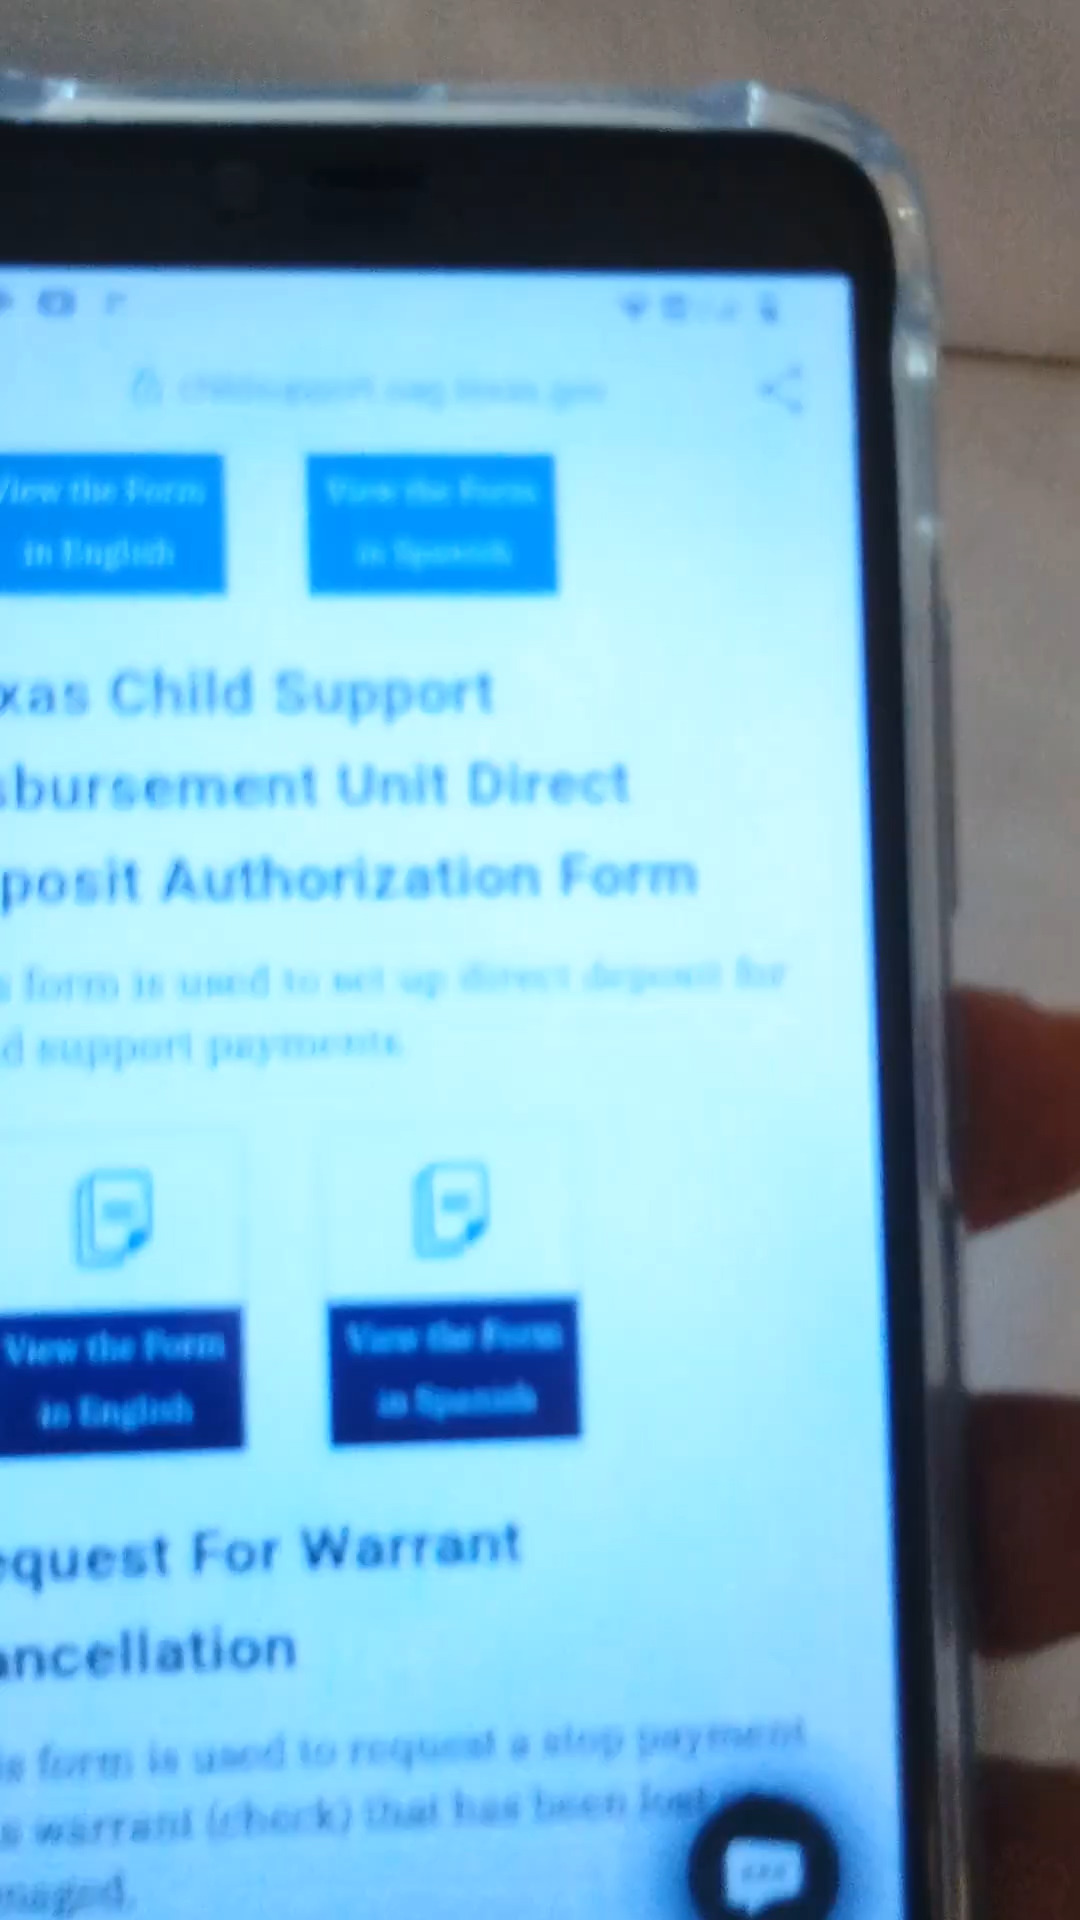 View the Form
in English
View the Form
in Spanish
xas Child Support
sbursement Unit Direct
posit Authorization Form
s form is used to set up direct deposit for
d support payments.
View the Form
in English
View the Form
in Spanish
equest For Warrant
ancellation
is form is used to request a stop payment
s warrant (check) that has been lost
maged.